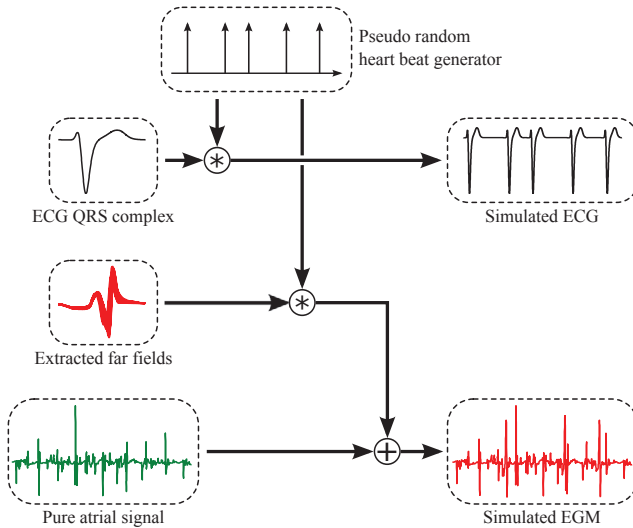 Pseudo random
heart beat generator
ECG QRS complex
Simulated ECG
Extracted far fields
Pure atrial signal
Simulated EGM